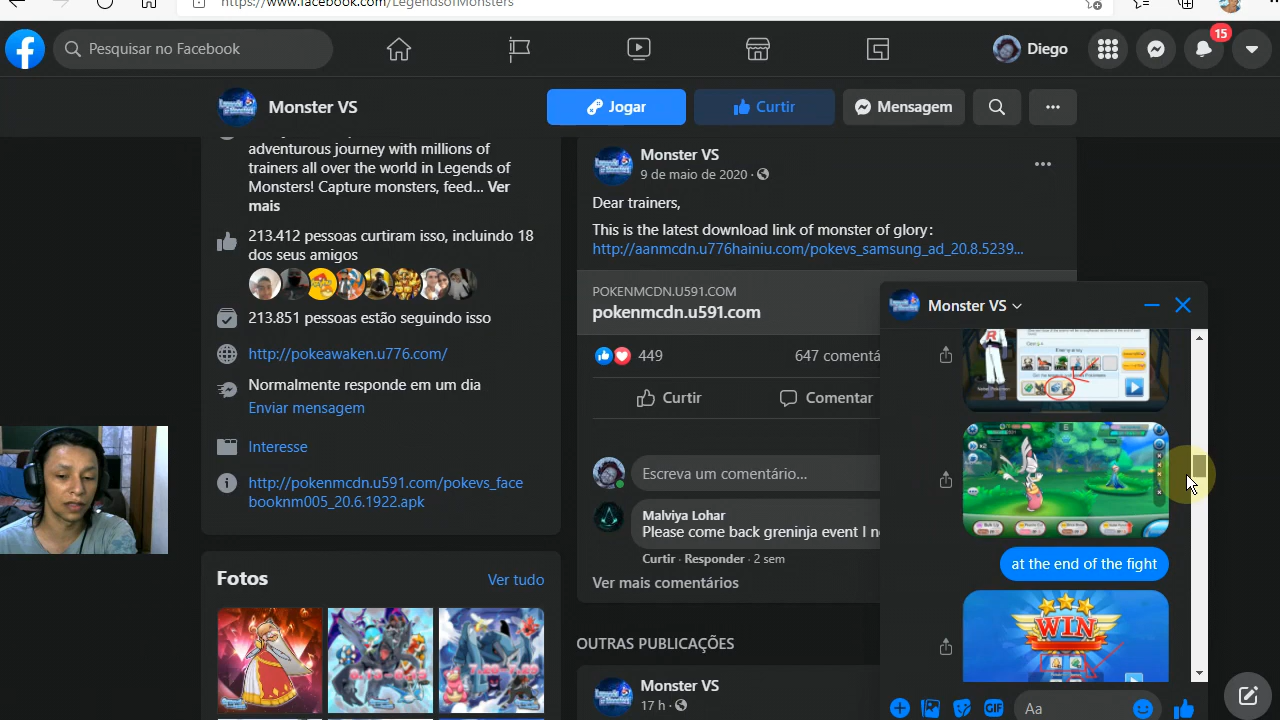 https://www.facebook.com/LegendsofMonsters
Pesquisar no Facebook
Diego
15
Monster VS
Jogar
Curtir
Mensagem
adventurous journey with millions of
trainers all over the world in Legends of
Monsters! Capture monsters, feed... Ver
mais
213.412 pessoas curtiram isso, incluindo 18
dos seus amigos
213.851 pessoas estão seguindo isso
http://pokeawaken.u776.com/
Normalmente responde em um dia
Enviar mensagem
Interesse
http://pokenmcdn.u591.com/pokevs_face
booknm005_20.6.1922.apk
Fotos
Ver tudo
Monster VS
9 de maio de 2020 ·
Dear trainers,
This is the latest download link of monster of glory:
http://aanmcdn.u776hainiu.com/pokevs_samsung_ad_20.8.5239...
POKENMCDN.U591.COM
pokenmcdn.u591.com
449
647 comentá
Curtir
Comentar
Escreva um comentário...
Malviya Lohar
Please come back greninja event I n
Curtir · Responder · 2 sem
Ver mais comentários
OUTRAS PUBLICAÇÕES
Monster VS
17 h ·
Monster VS
at the end of the fight
WIN
GIF
Aa